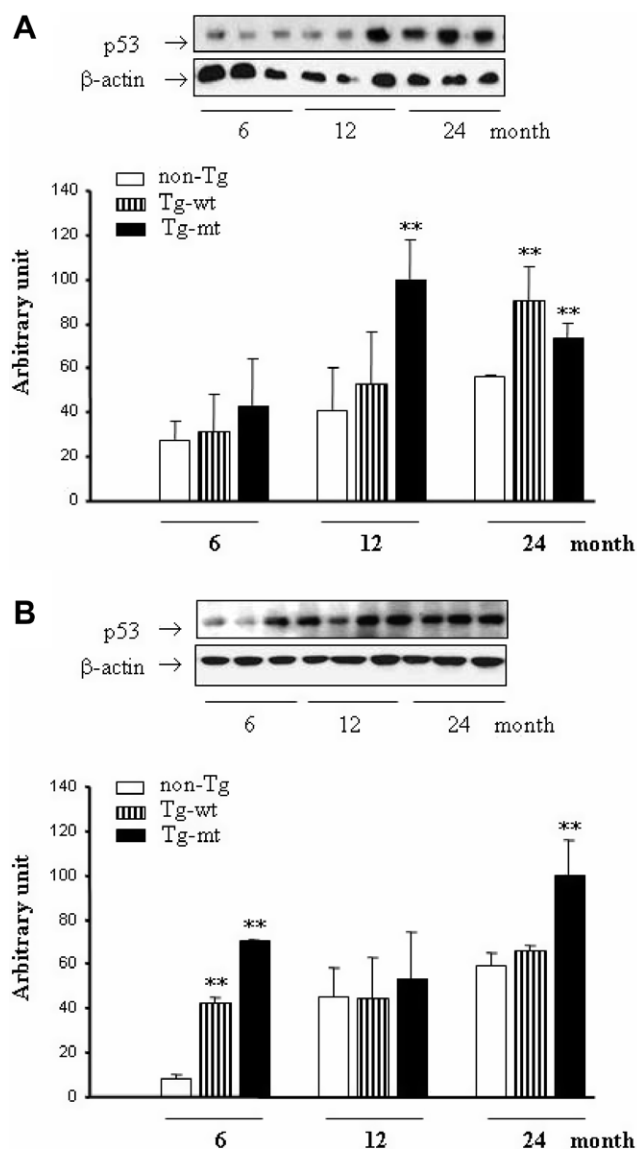 A
p53 →
β-actin →
6 12 24 month
non-Tg
Tg-wt
Tg-mt
140
120
100
80
60
40
20
0
Arbitrary unit
**
**
**
6 12 24 month
B
p53 →
β-actin →
6 12 24 month
non-Tg
Tg-wt
Tg-mt
140
120
100
80
60
40
20
0
Arbitrary unit
**
**
**
6 12 24 month